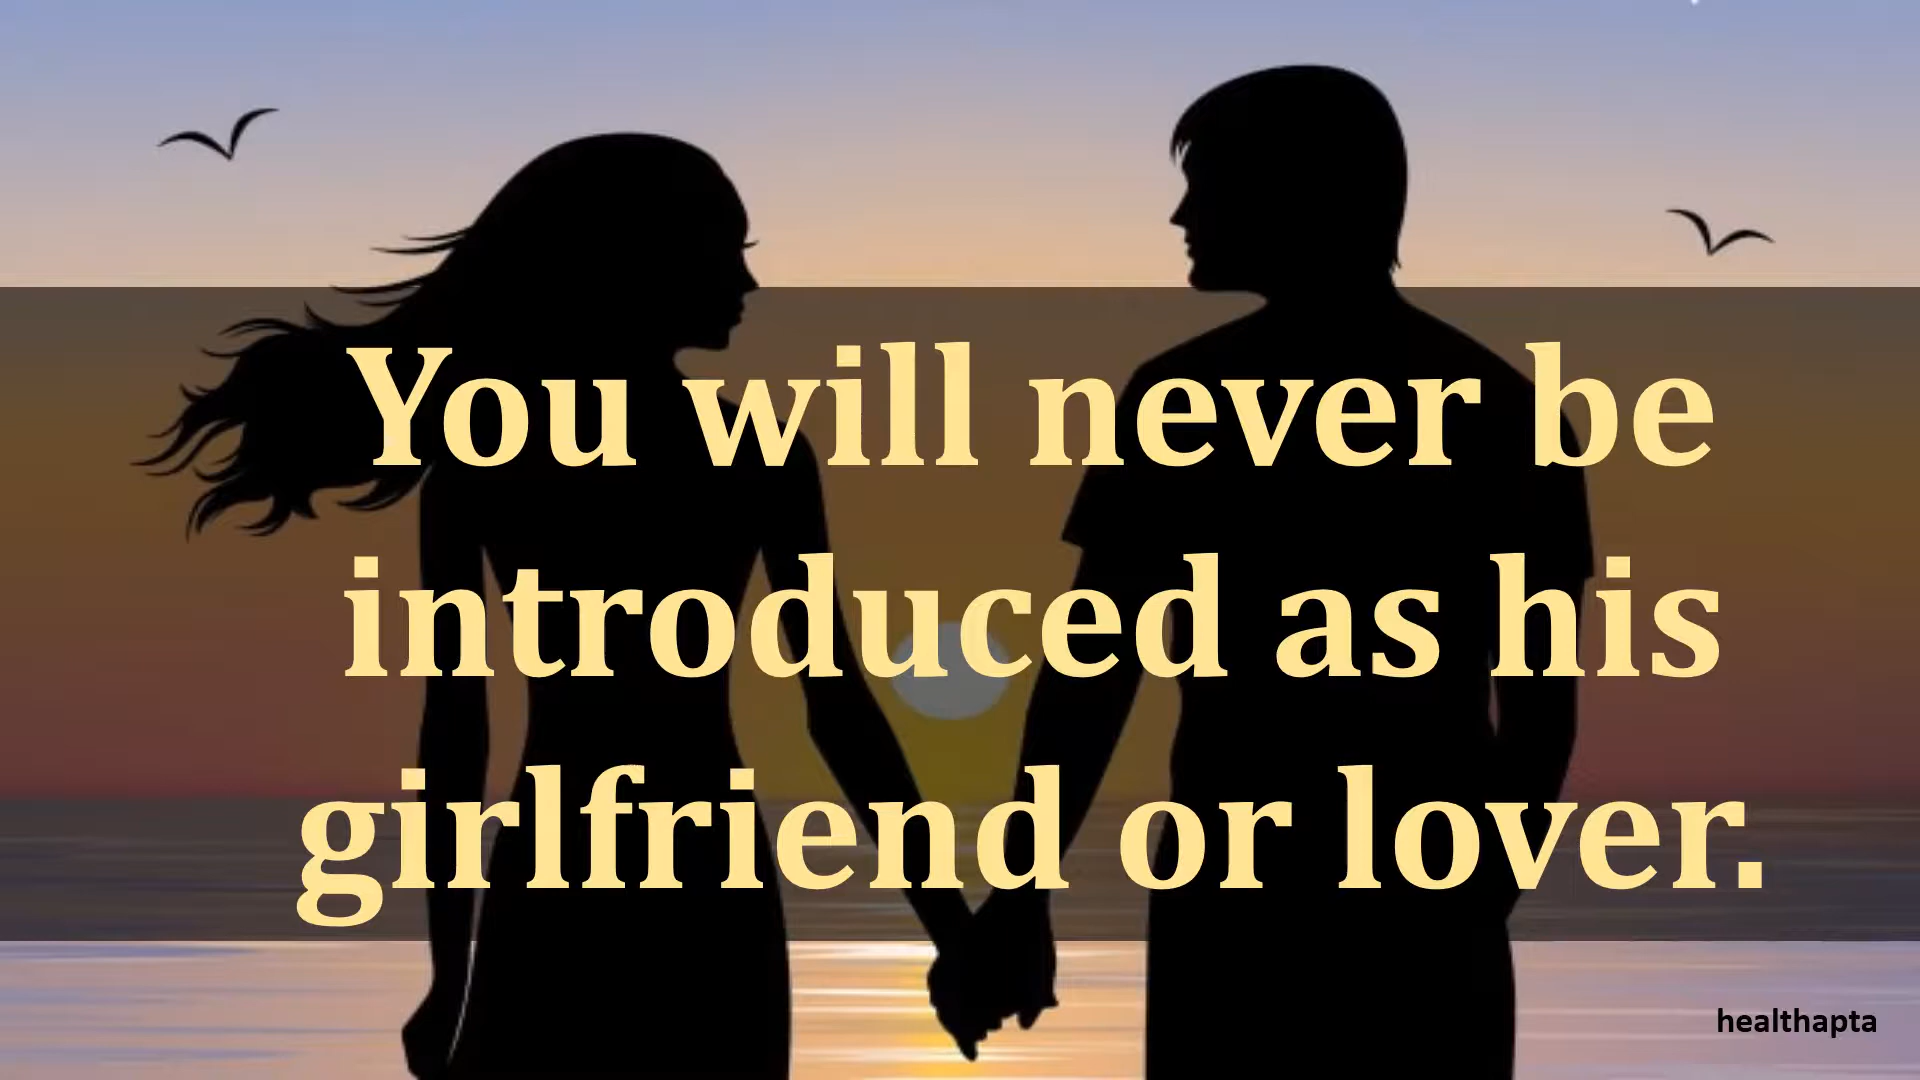 You will never be
introduced as his
girlfriend or lover.
healthapta